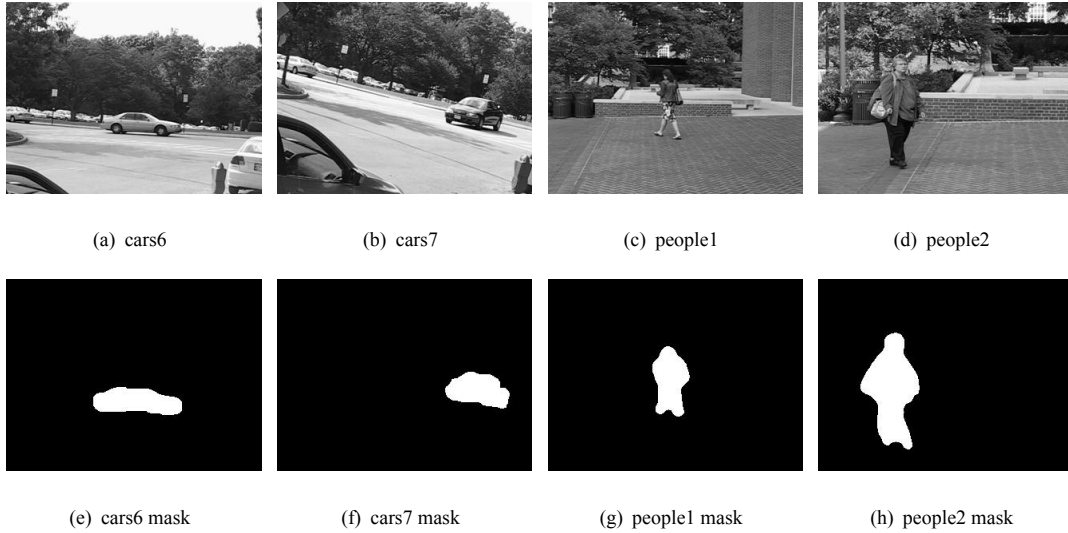 (a) cars6
(b) cars7
(c) people1
(d) people2
(e) cars6 mask
(f) cars7 mask
(g) people1 mask
(h) people2 mask